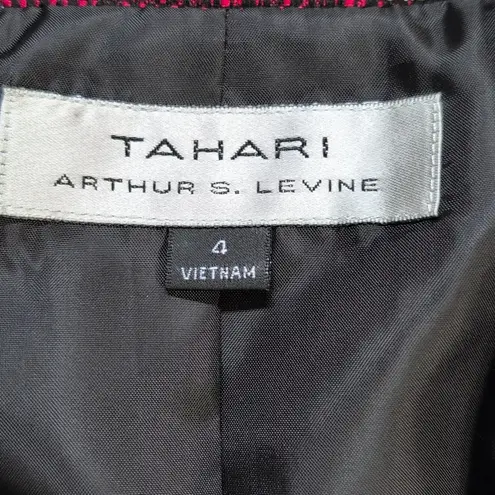 TAHARI
ARTHUR S. LEVINE
4
VIETNAM